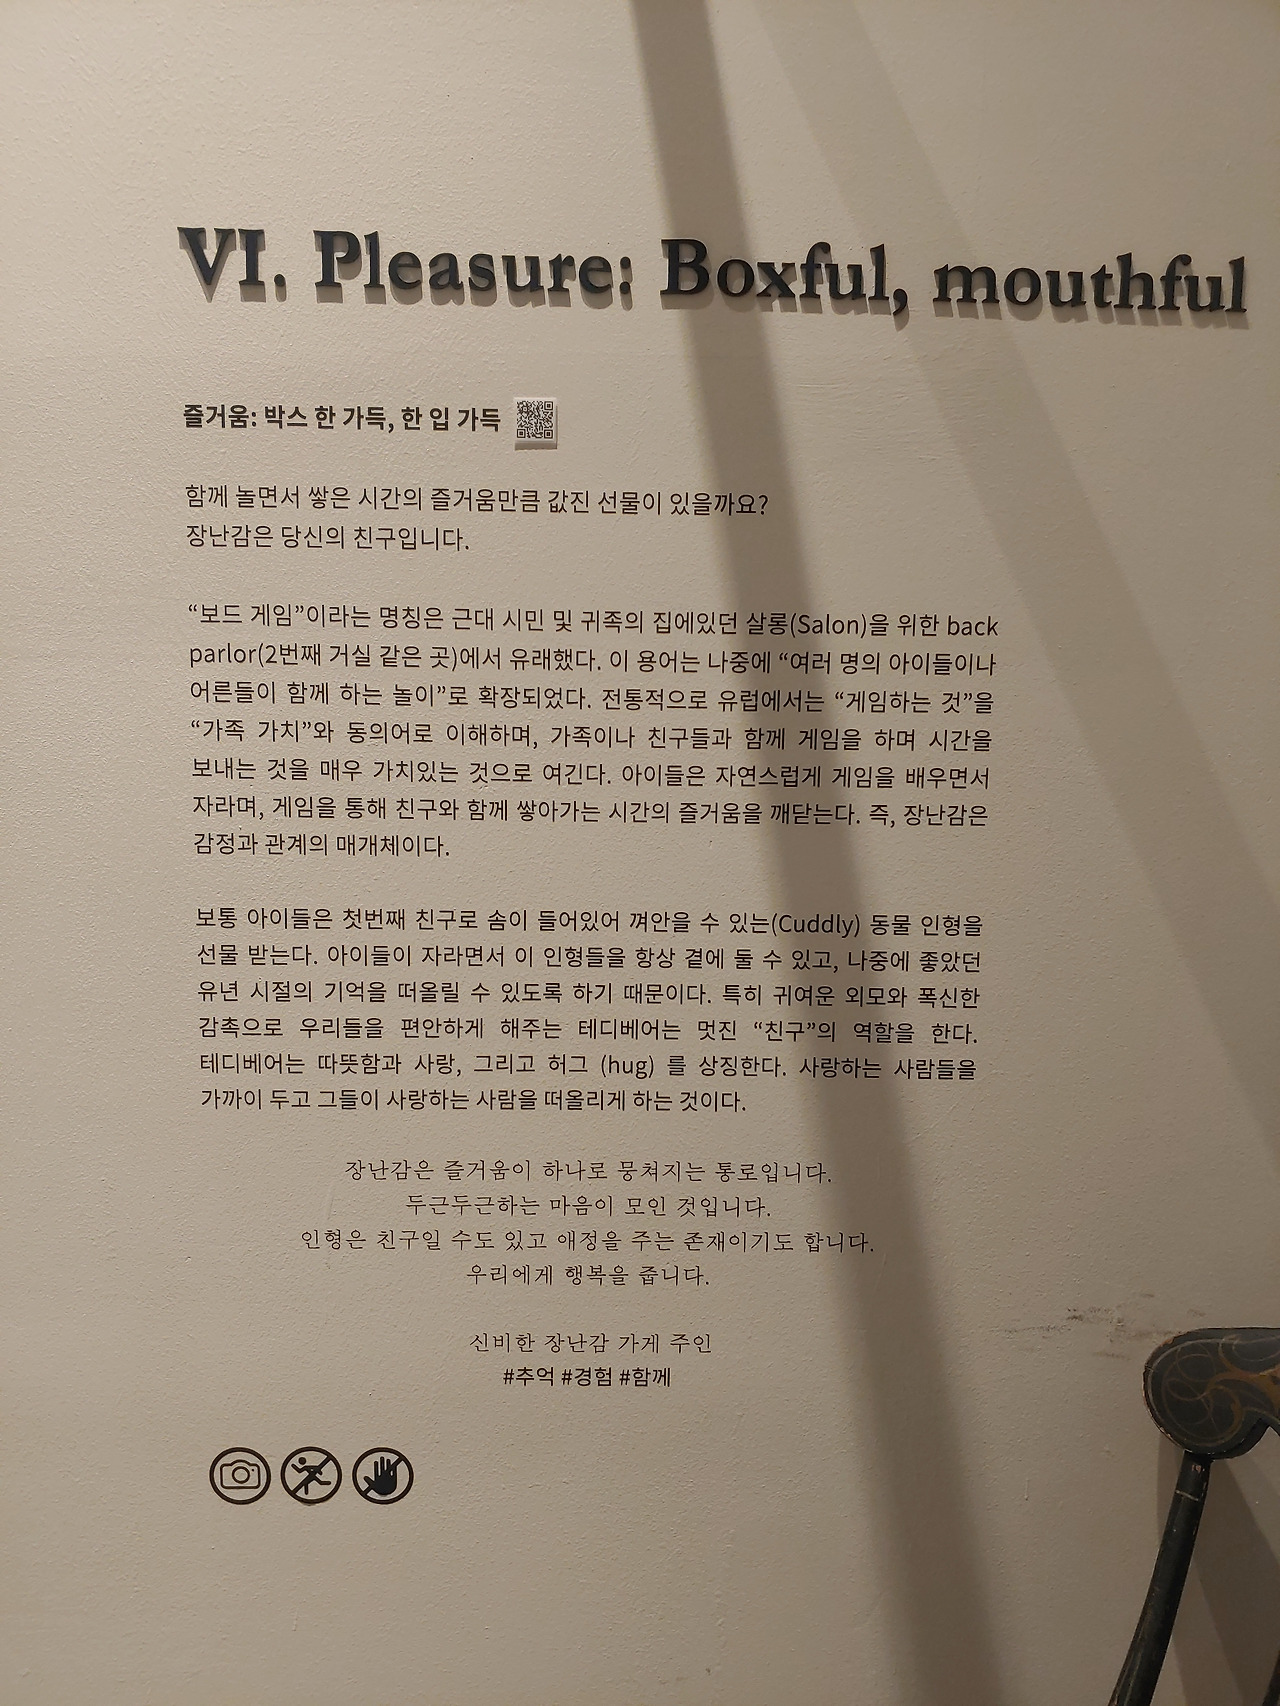 VI. Pleasure: Boxful, mouthful
즐거움: 박스 한 가득, 한 입 가득
함께 놀면서 쌓은 시간의 즐거움만큼 값진 선물이 있을까요?
장난감은 당신의 친구입니다.
“보드 게임”이라는 명칭은 근대 시민 및 귀족의 집에있던 살롱(Salon)을 위한 back
parlor(2번째 거실 같은 곳)에서 유래했다. 이 용어는 나중에 “여러 명의 아이들이나
어른들이 함께 하는 놀이”로 확장되었다. 전통적으로 유럽에서는 “게임하는 것”을
“가족 가치”와 동의어로 이해하며, 가족이나 친구들과 함께 게임을 하며 시간을
보내는 것을 매우 가치있는 것으로 여긴다. 아이들은 자연스럽게 게임을 배우면서
자라며, 게임을 통해 친구와 함께 쌓아가는 시간의 즐거움을 깨닫는다. 즉, 장난감은
감정과 관계의 매개체이다.
보통 아이들은 첫번째 친구로 솜이 들어있어 껴안을 수 있는(Cuddly) 동물 인형을
선물 받는다. 아이들이 자라면서 이 인형들을 항상 곁에 둘 수 있고, 나중에 좋았던
유년 시절의 기억을 떠올릴 수 있도록 하기 때문이다. 특히 귀여운 외모와 폭신한
감촉으로 우리들을 편안하게 해주는 테디베어는 멋진 “친구”의 역할을 한다.
테디베어는 따뜻함과 사랑, 그리고 허그 (hug) 를 상징한다. 사랑하는 사람들을
가까이 두고 그들이 사랑하는 사람을 떠올리게 하는 것이다.
장난감은 즐거움이 하나로 뭉쳐지는 통로입니다.
두근두근하는 마음이 모인 것입니다.
인형은 친구일 수도 있고 애정을 주는 존재이기도 합니다.
우리에게 행복을 줍니다.
신비한 장난감 가게 주인
#추억 #경험 #함께